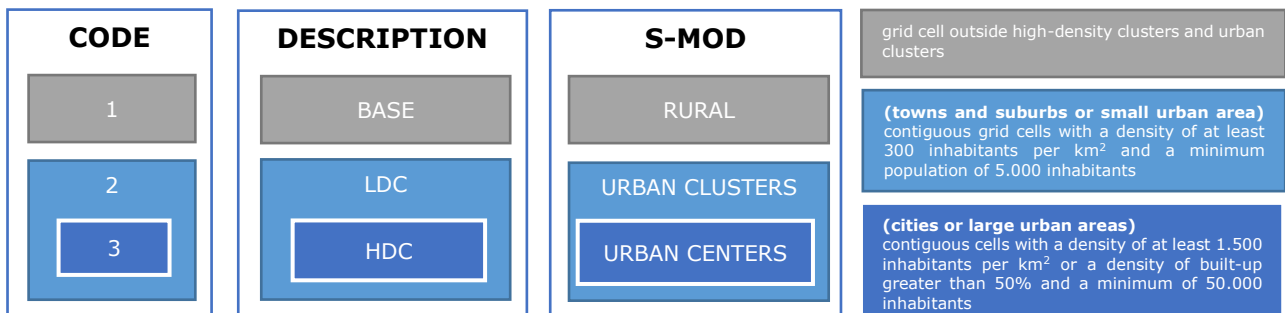 CODE
DESCRIPTION
S-MOD
grid cell outside high-density clusters and urban
clusters
1
BASE
RURAL
(towns and suburbs or small urban area)
contiguous grid cells with a density of at least
300 inhabitants per km² and a minimum
population of 5.000 inhabitants
2
LDC
URBAN CLUSTERS
3
HDC
URBAN CENTERS
(cities or large urban areas)
contiguous cells with a density of at least 1.500
inhabitants per km² or a density of built-up
greater than 50% and a minimum of 50.000
inhabitants